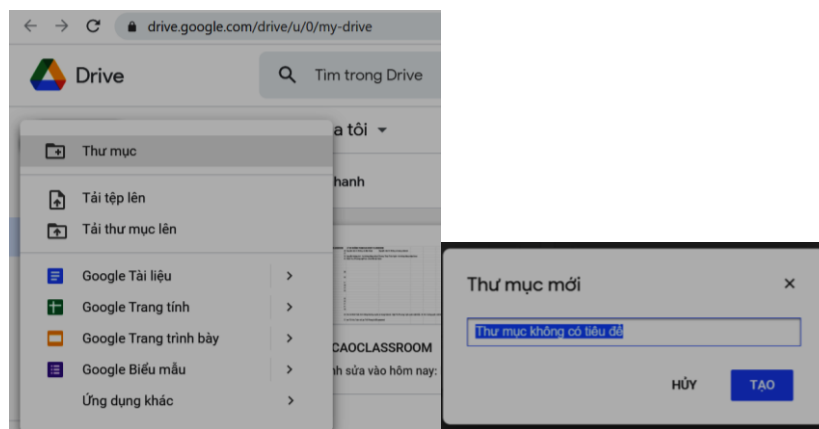 drive.google.com/drive/u/0/my-drive
Drive
Tìm trong Drive
a tôi
Thư mục
hanh
Tải tệp lên
Tải thư mục lên
Google Tài liệu
Google Trang tính
Google Trang trình bày
Google Biểu mẫu
Ứng dụng khác
CAOCLASSROOM
nh sửa vào hôm nay:
Thư mục mới
Thư mục không có tiêu đề
HỦY
TẠO